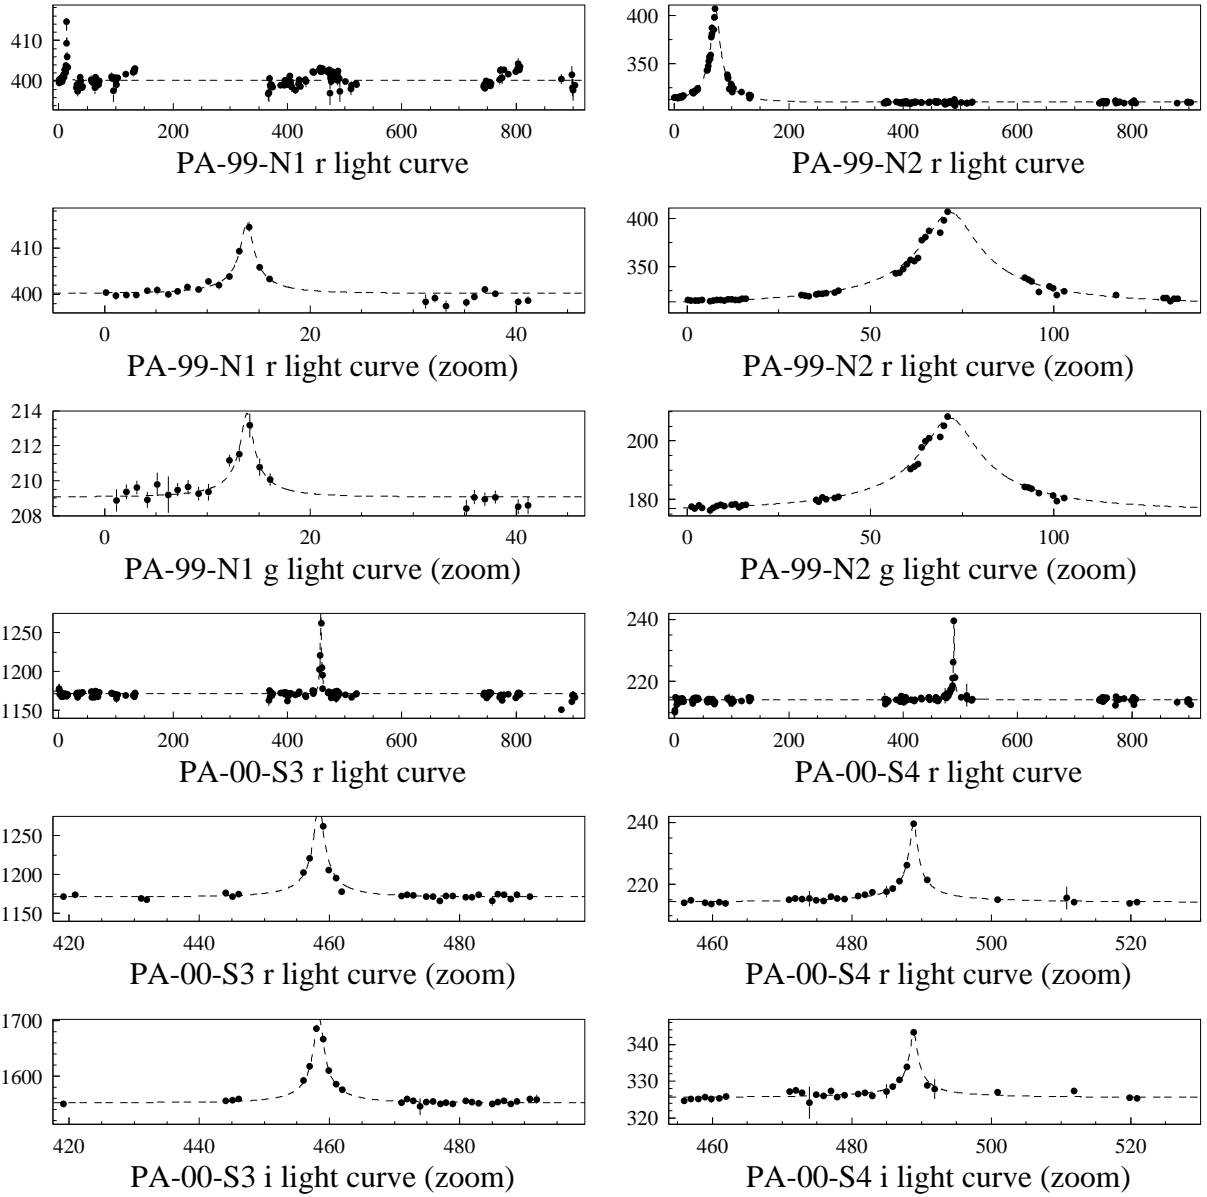 410
400
0 200 400 600 800
PA-99-N1 r light curve
400
350
0 200 400 600 800
PA-99-N2 r light curve
410
400
0 20 40
PA-99-N1 r light curve (zoom)
400
350
0 50 100
PA-99-N2 r light curve (zoom)
214
212
210
208
0 20 40
PA-99-N1 g light curve (zoom)
200
180
0 50 100
PA-99-N2 g light curve (zoom)
1250
1200
1150
0 200 400 600 800
PA-00-S3 r light curve
240
220
0 200 400 600 800
PA-00-S4 r light curve
1250
1200
1150
420 440 460 480
PA-00-S3 r light curve (zoom)
240
220
460 480 500 520
PA-00-S4 r light curve (zoom)
1700
1600
420 440 460 480
PA-00-S3 i light curve (zoom)
340
330
320
460 480 500 520
PA-00-S4 i light curve (zoom)